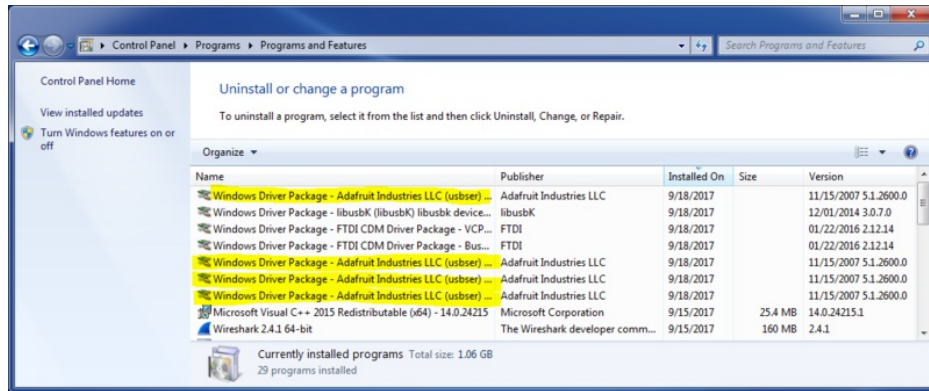 Control Panel Programs Programs and Features
Search Programs and Features
Control Panel Home
View installed updates
Turn Windows features on or
off
Uninstall or change a program
To uninstall a program, select it from the list and then click Uninstall, Change, or Repair.
Organize
Name Publisher Installed On Size Version
Windows Driver Package - Adafruit Industries LLC (usbser) ... Adafruit Industries LLC 9/18/2017 11/15/2007 5.1.2600.0
Windows Driver Package - libusbK (libusbK) libusbk device... libusbK 9/18/2017 12/01/2014 3.0.7.0
Windows Driver Package - FTDI CDM Driver Package - VCP... FTDI 9/18/2017 01/22/2016 2.12.14
Windows Driver Package - FTDI CDM Driver Package - Bus... FTDI 9/18/2017 01/22/2016 2.12.14
Windows Driver Package - Adafruit Industries LLC (usbser) ... Adafruit Industries LLC 9/18/2017 11/15/2007 5.1.2600.0
Windows Driver Package - Adafruit Industries LLC (usbser) ... Adafruit Industries LLC 9/18/2017 11/15/2007 5.1.2600.0
Windows Driver Package - Adafruit Industries LLC (usbser) ... Adafruit Industries LLC 9/18/2017 11/15/2007 5.1.2600.0
Microsoft Visual C++ 2015 Redistributable (x64) - 14.0.24215 Microsoft Corporation 9/15/2017 25.4 MB 14.0.24215.1
Wireshark 2.4.1 64-bit The Wireshark developer comm... 9/15/2017 160 MB 2.4.1
Currently installed programs Total size: 1.06 GB
29 programs installed